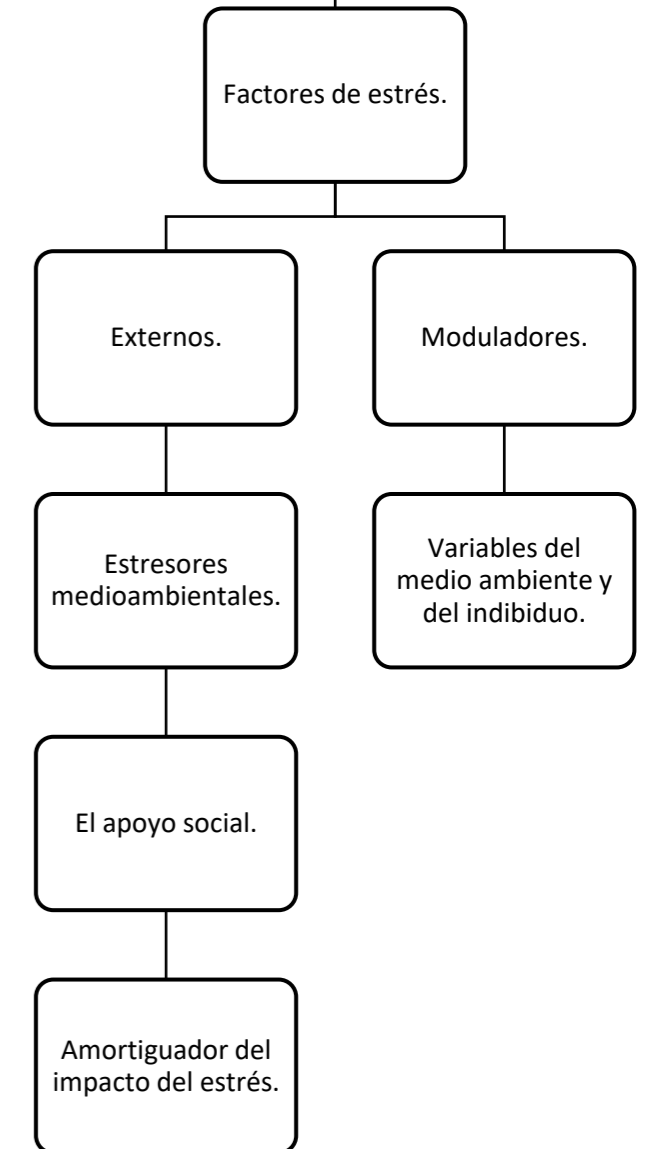 Factores de estrés.
Externos.
Moduladores.
Estresores
medioambientales.
Variables del
medio ambiente y
del indibiduo.
El apoyo social.
Amortiguador del
impacto del estrés.